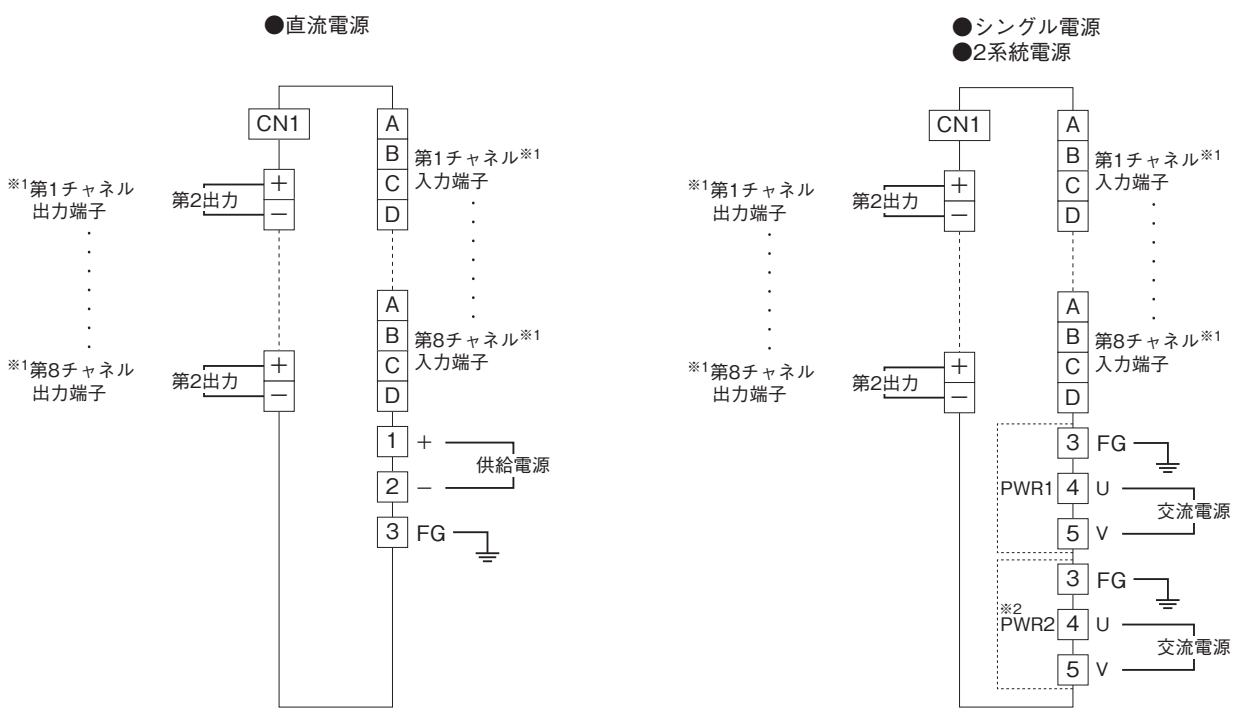 ●直流電源
CN1
A
B
C
D
第1チャネル※1
入力端子
※1第1チャネル
出力端子
第2出力
+
−
A
B
C
D
第8チャネル※1
入力端子
※1第8チャネル
出力端子
第2出力
+
−
1 +
2 −
供給電源
3 FG
●シングル電源
●2系統電源
CN1
A
B
C
D
第1チャネル※1
入力端子
※1第1チャネル
出力端子
第2出力
+
−
A
B
C
D
第8チャネル※1
入力端子
※1第8チャネル
出力端子
第2出力
+
−
PWR1
3 FG
4 U
5 V
交流電源
※2
PWR2
3 FG
4 U
5 V
交流電源